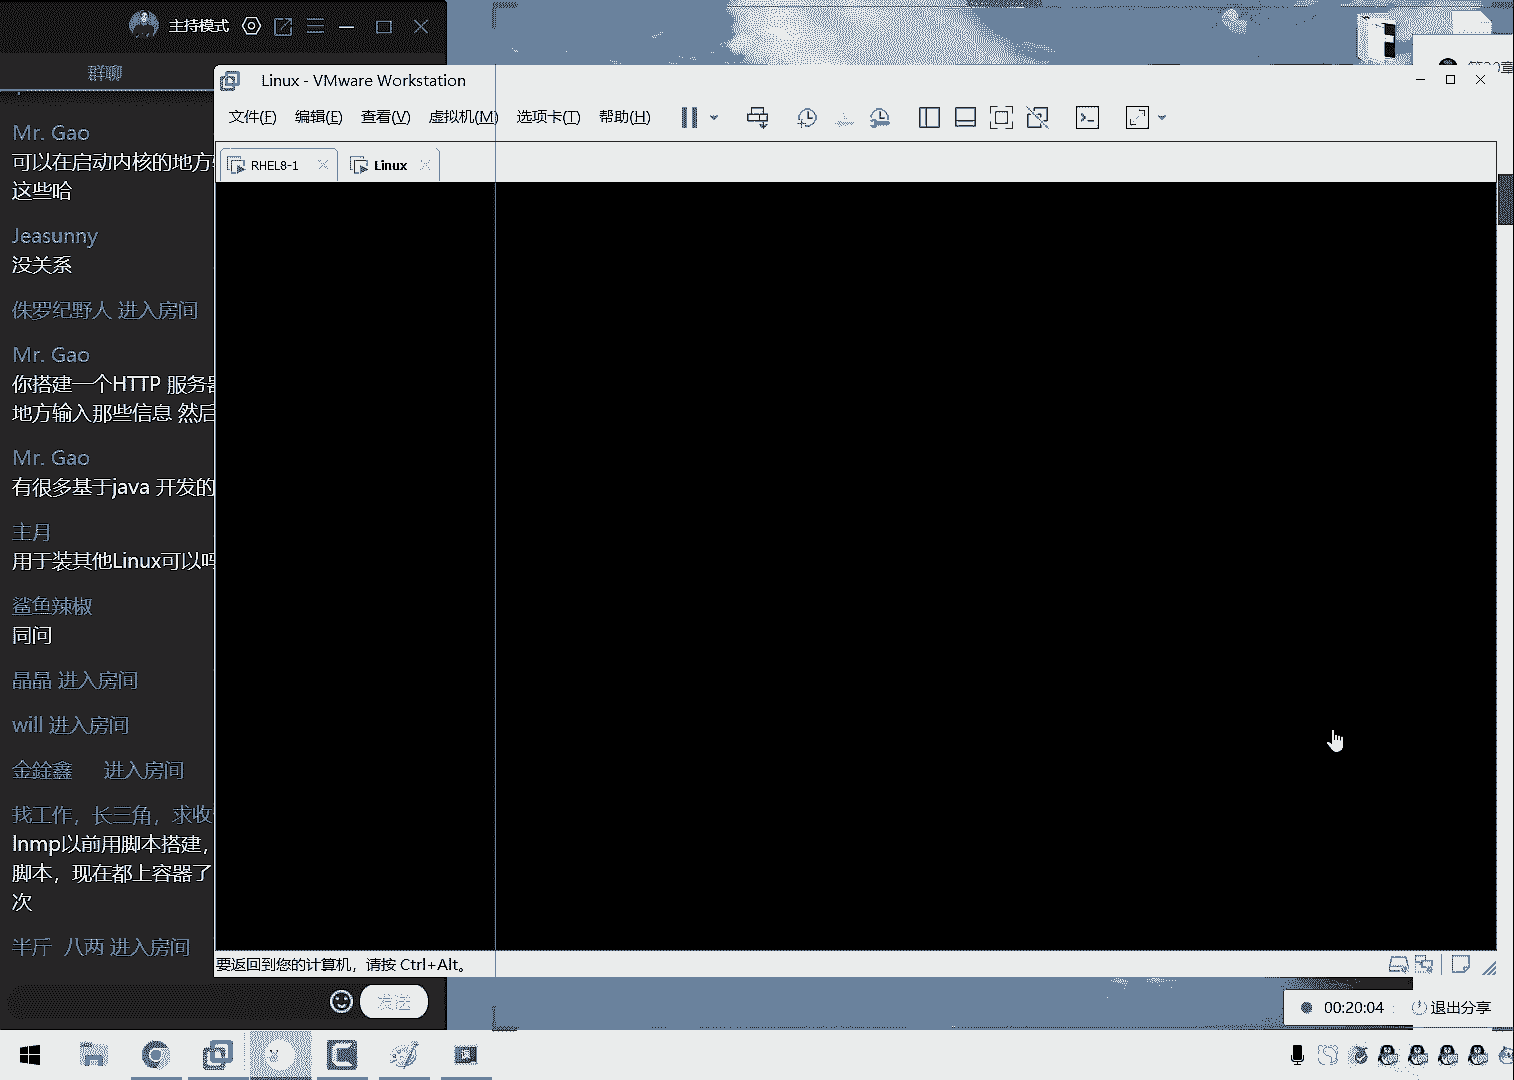 主持模式
群聊
Mr. Gao
可以在启动内核的地方
这些哈
Jeasunny
没关系
侏罗纪野人 进入房间
Mr. Gao
你搭建一个HTTP 服务器
地方输入那些信息 然后
Mr. Gao
有很多基于java 开发的
主月
用于装其他Linux可以吗
鲨鱼辣椒
同问
晶晶 进入房间
will 进入房间
金銓鑫 进入房间
找工作，长三角，求收
lnmp以前用脚本搭建，
脚本，现在都上容器了
次
半斤 八两 进入房间
发送
Linux - VMware Workstation
文件(F) 编辑(E) 查看(V) 虚拟机(M) 选项卡(T) 帮助(H)
RHEL8-1
Linux
要返回到您的计算机，请按 Ctrl+Alt。
00:20:04
退出分享